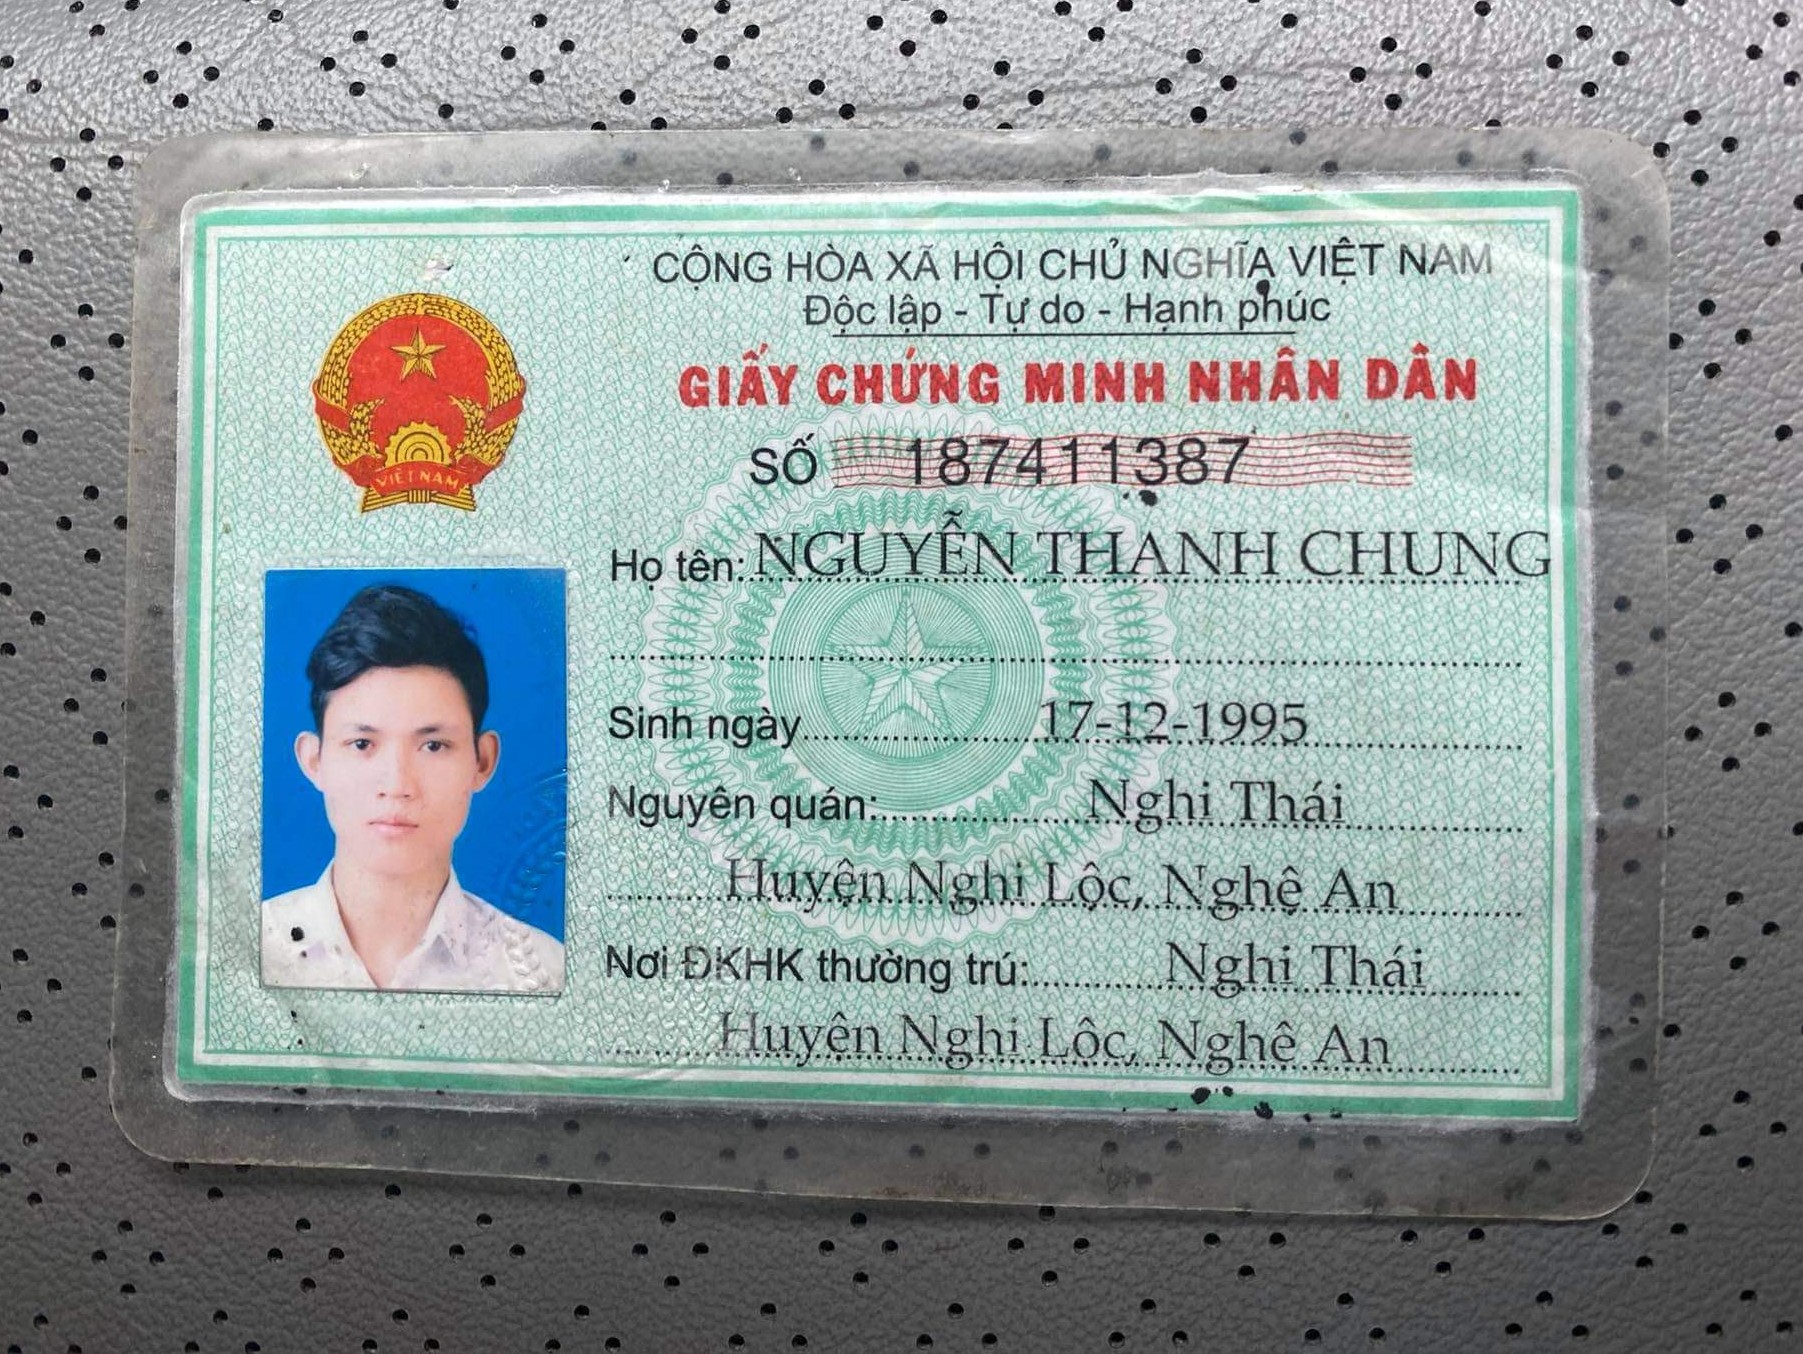 CỘNG HÒA XÃ HỘI CHỦ NGHĨA VIỆT NAM
Độc lập - Tự do - Hạnh phúc
GIẤY CHỨNG MINH NHÂN DÂN
SỐ 187411387
VIỆT NAM
Họ tên: NGUYỄN THANH CHUNG
Sinh ngày 17-12-1995
Nguyên quán: Nghi Thái
Huyện Nghi Lộc, Nghệ An
Nơi ĐKHK thường trú: Nghi Thái
Huyện Nghi Lộc, Nghệ An